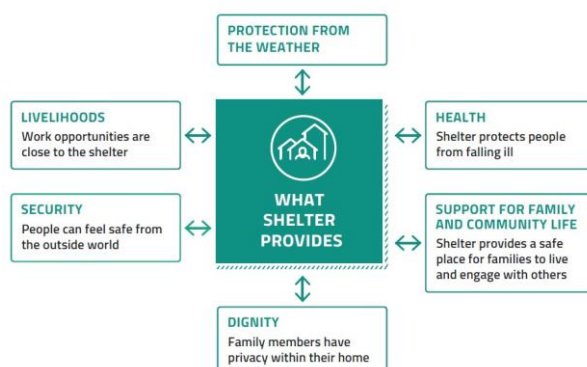 PROTECTION FROM
THE WEATHER
LIVELIHOODS
Work opportunities are
close to the shelter
HEALTH
Shelter protects people
from falling ill
WHAT
SHELTER
PROVIDES
SECURITY
People can feel safe from
the outside world
SUPPORT FOR FAMILY
AND COMMUNITY LIFE
Shelter provides a safe
place for families to live
and engage with others
DIGNITY
Family members have
privacy within their home